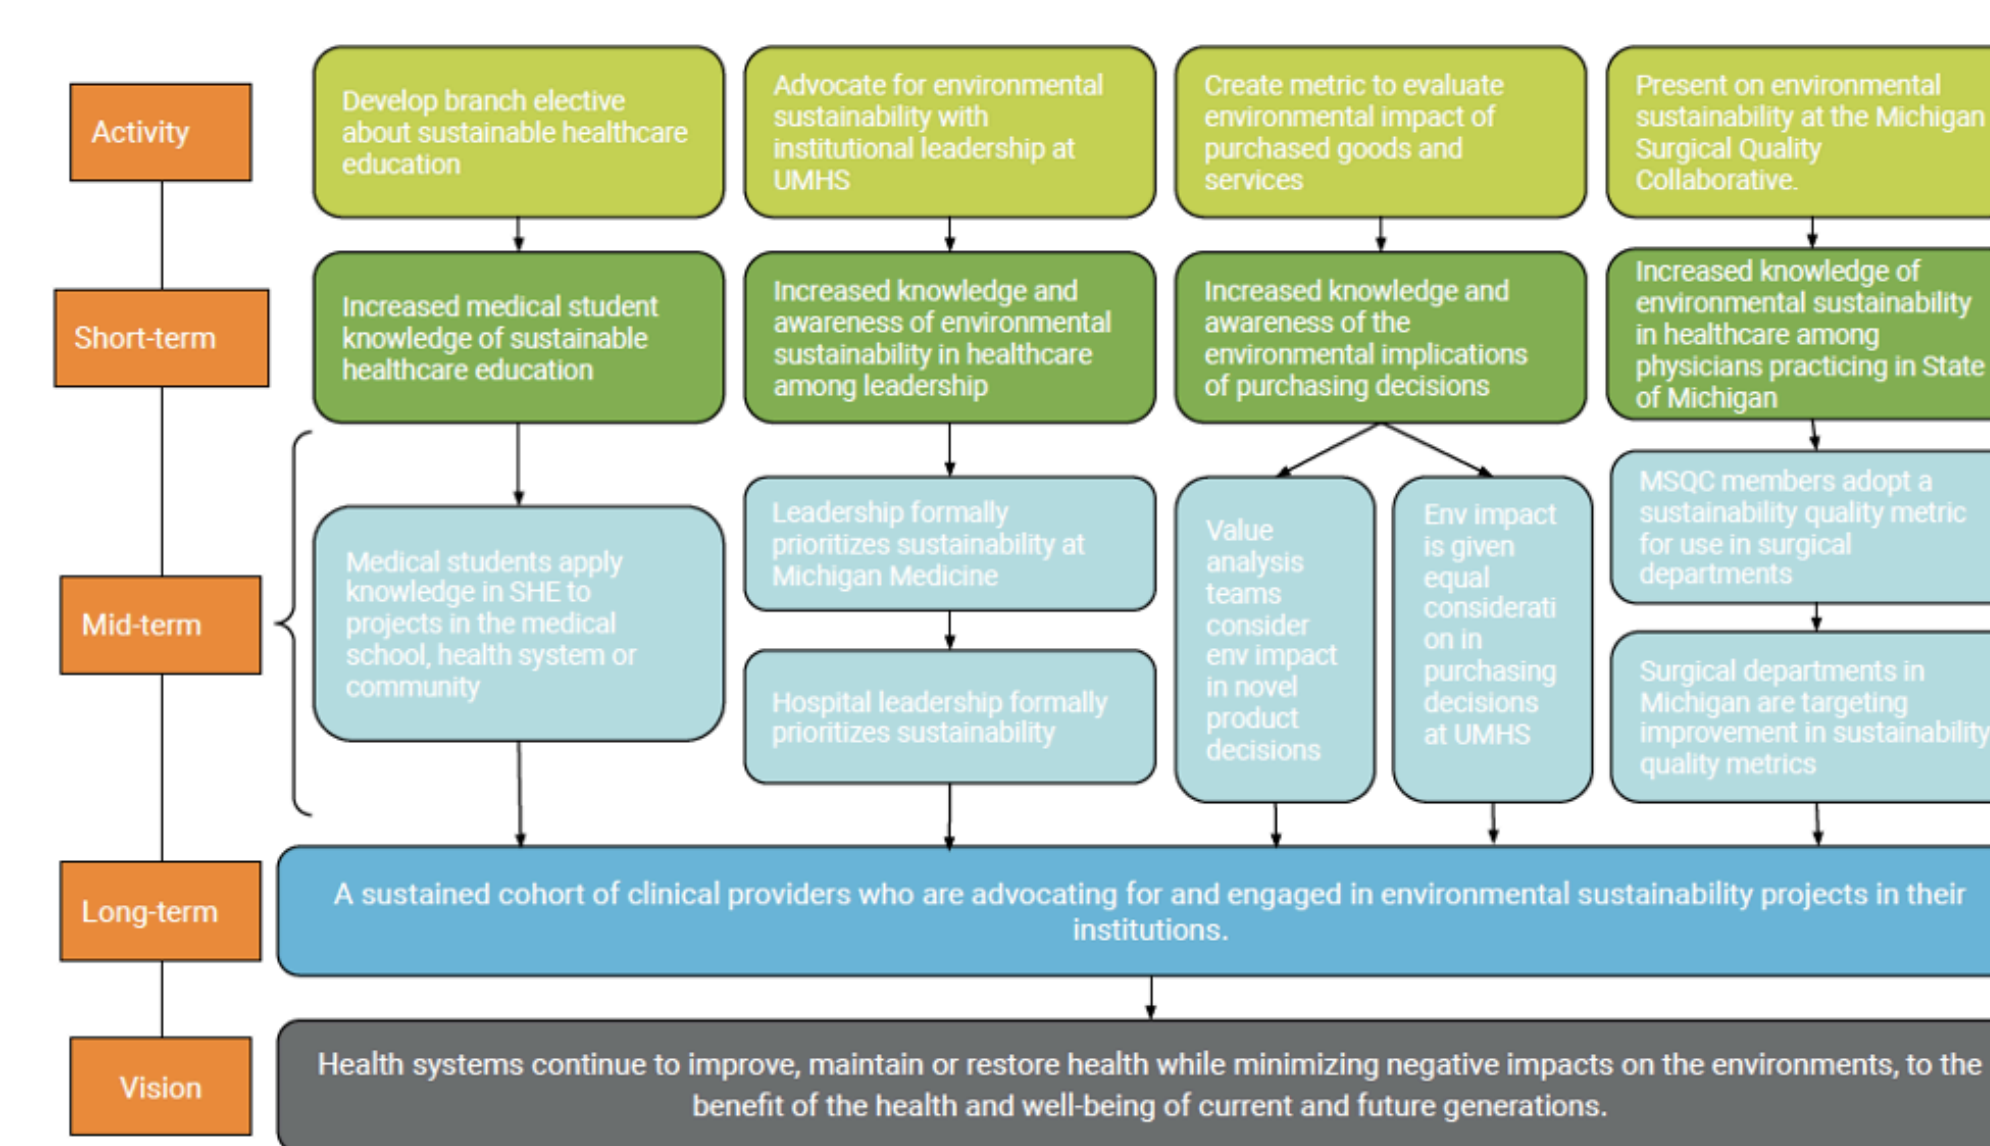 Activity
Develop branch elective
about sustainable healthcare
education
Advocate for environmental
sustainability with
institutional leadership at
UMHS
Create metric to evaluate
environmental impact of
purchased goods and
services
Present on environmental
sustainability at the Michigan
Surgical Quality
Collaborative.
Short-term
Increased medical student
knowledge of sustainable
healthcare education
Increased knowledge and
awareness of environmental
sustainability in healthcare
among leadership
Increased knowledge and
awareness of the
environmental implications
of purchasing decisions
Increased knowledge of
environmental sustainability
in healthcare among
physicians practicing in State
of Michigan
Mid-term
Medical students apply
knowledge in SHE to
projects in the medical
school, health system or
community
Leadership formally
prioritizes sustainability at
Michigan Medicine
Hospital leadership formally
prioritizes sustainability
Value
analysis
teams
consider
env impact
in novel
product
decisions
Env impact
is given
equal
considerati
on in
purchasing
decisions
at UMHS
MSQC members adopt a
sustainability quality metric
for use in surgical
departments
Surgical departments in
Michigan are targeting
improvement in sustainability
quality metrics
Long-term
A sustained cohort of clinical providers who are advocating for and engaged in environmental sustainability projects in their
institutions.
Vision
Health systems continue to improve, maintain or restore health while minimizing negative impacts on the environments, to the
benefit of the health and well-being of current and future generations.